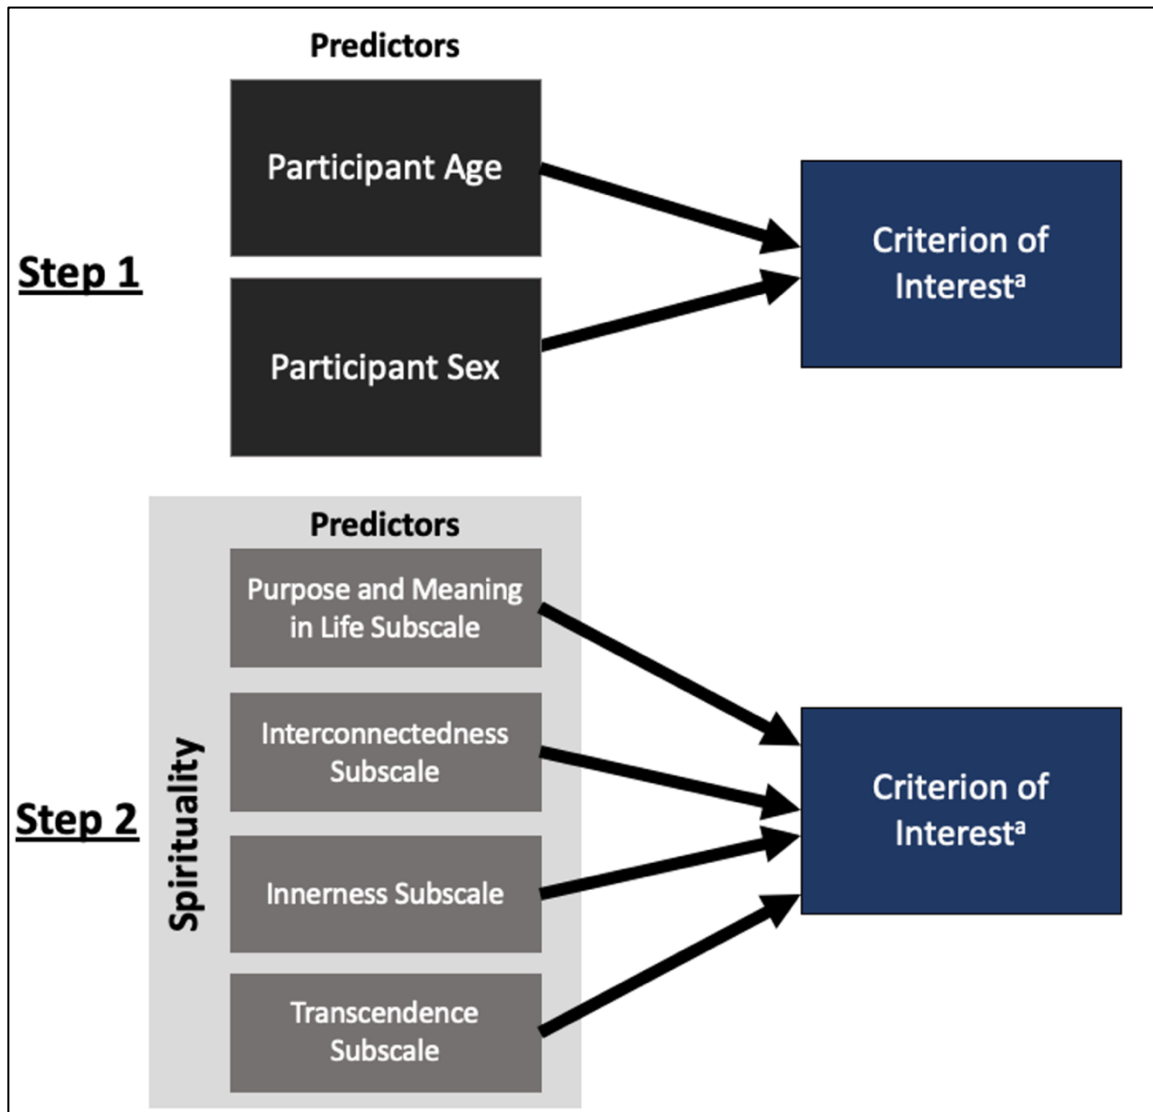 Predictors
Participant Age
Step 1
Participant Sex
Criterion of
Interestᵃ
Predictors
Spirituality
Purpose and Meaning
in Life Subscale
Interconnectedness
Subscale
Step 2
Innerness Subscale
Transcendence
Subscale
Criterion of
Interestᵃ